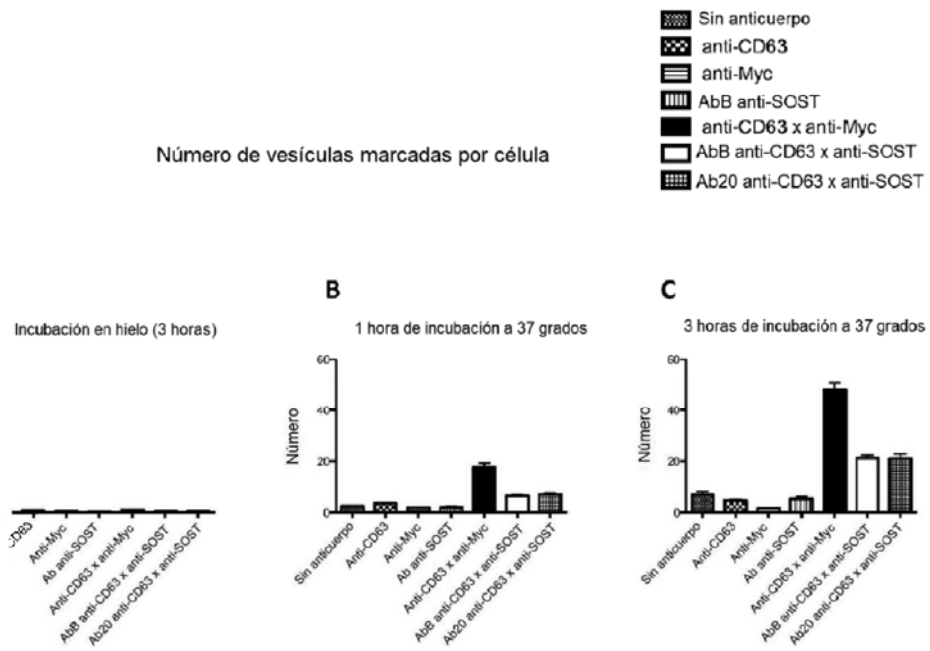 Sin anticuerpo
anti-CD63
anti-Myc
AbB anti-SOST
anti-CD63 x anti-Myc
AbB anti-CD63 x anti-SOST
Ab20 anti-CD63 x anti-SOST
Número de vesículas marcadas por célula
Incubación en hielo (3 horas)
CD63
Anti-Myc
Ab anti-SOST
Anti-CD63 x anti-Myc
AbB anti-CD63 x anti-SOST
Ab20 anti-CD63 x anti-SOST
B
1 hora de incubación a 37 grados
Número
60
40
20
0
Sin anticuerpo
Anti-CD63
Anti-Myc
Ab anti-SOST
Anti-CD63 x anti-Myc
AbB anti-CD63 x anti-SOST
Ab20 anti-CD63 x anti-SOST
C
3 horas de incubación a 37 grados
Número
60
40
20
0
Sin anticuerpo
Anti-CD63
Anti-Myc
Ab anti-SOST
Anti-CD63 x anti-Myc
AbB anti-CD63 x anti-SOST
Ab20 anti-CD63 x anti-SOST